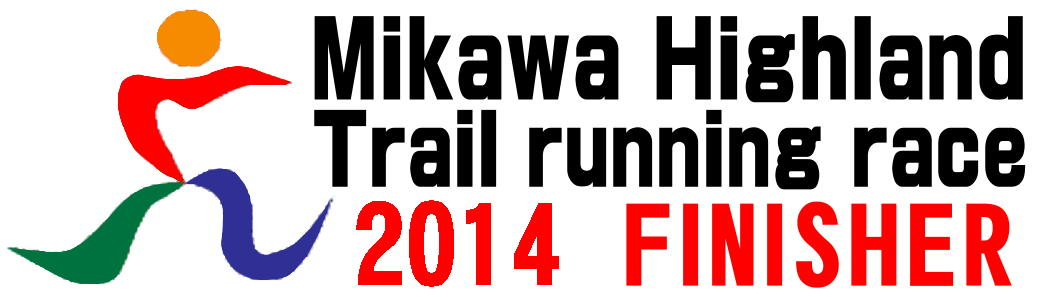 Mikawa Highland
Trail running race
2014 FINISHER